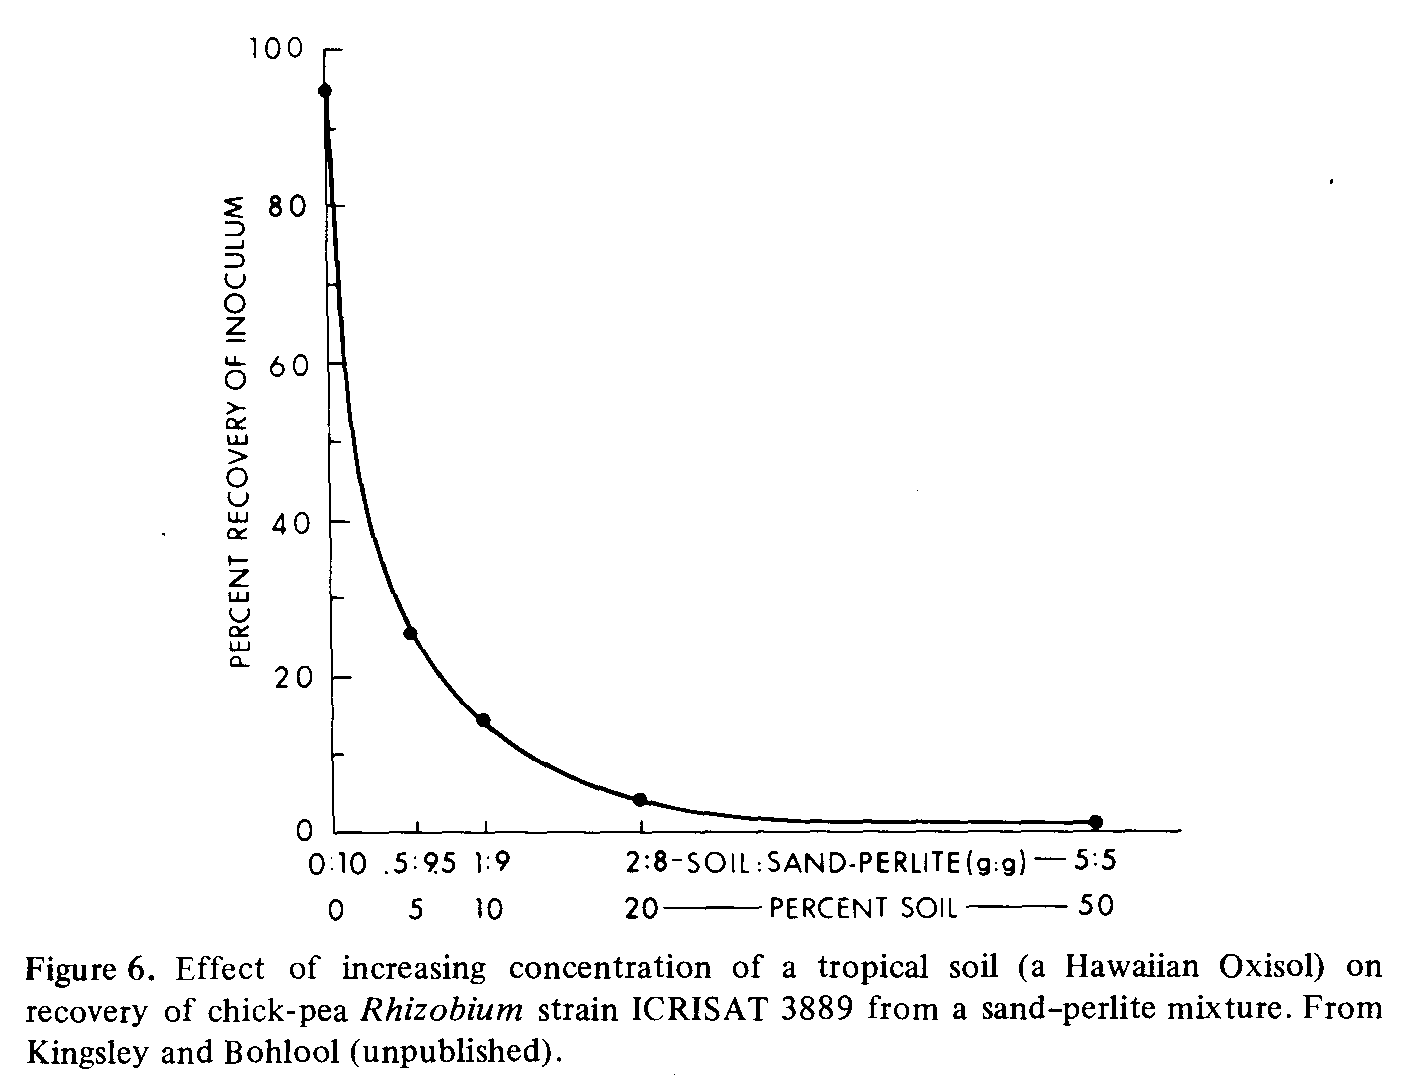 100
80
60
40
20
0
PERCENT RECOVERY OF INOCULUM
0:10 .5:9.5 1:9 2:8-SOIL:SAND-PERLITE(g:g)—5:5
0 5 10 20——PERCENT SOIL——50
Figure 6. Effect of increasing concentration of a tropical soil (a Hawaiian Oxisol) on
recovery of chick-pea Rhizobium strain ICRISAT 3889 from a sand-perlite mixture. From
Kingsley and Bohlool (unpublished).